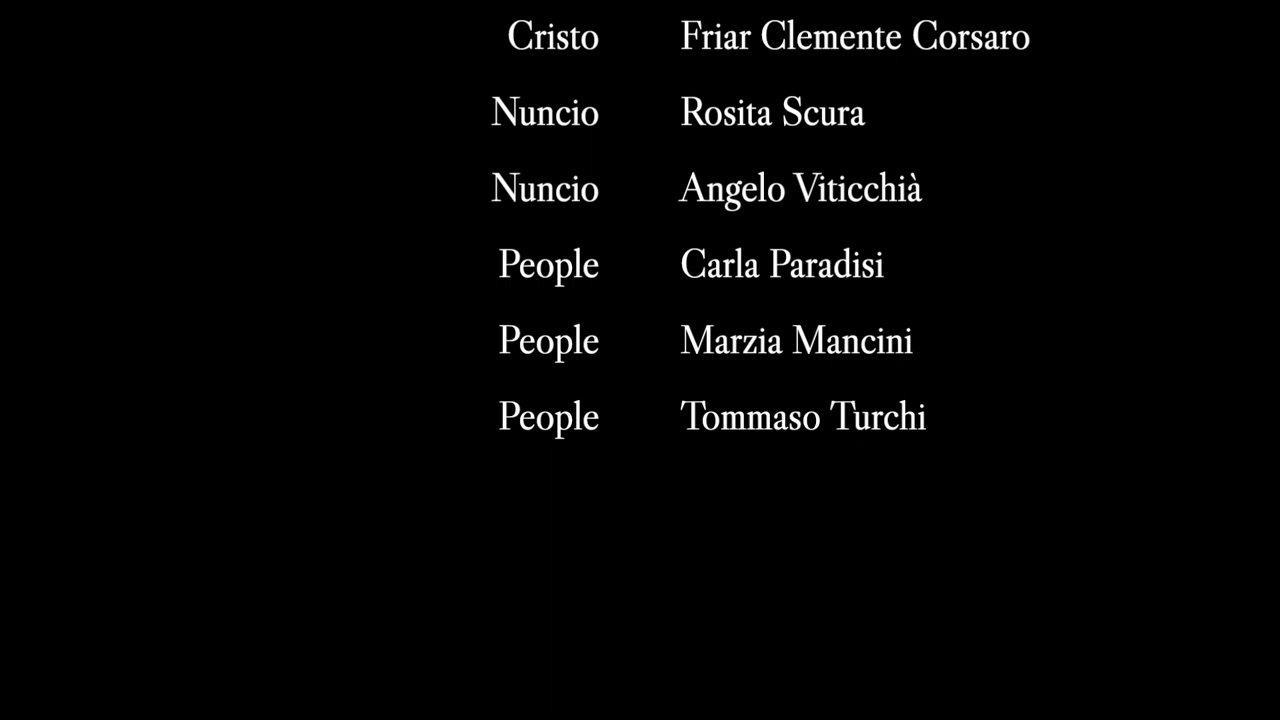 Cristo Friar Clemente Corsaro
Nuncio Rosita Scura
Nuncio Angelo Viticchià
People Carla Paradisi
People Marzia Mancini
People Tommaso Turchi